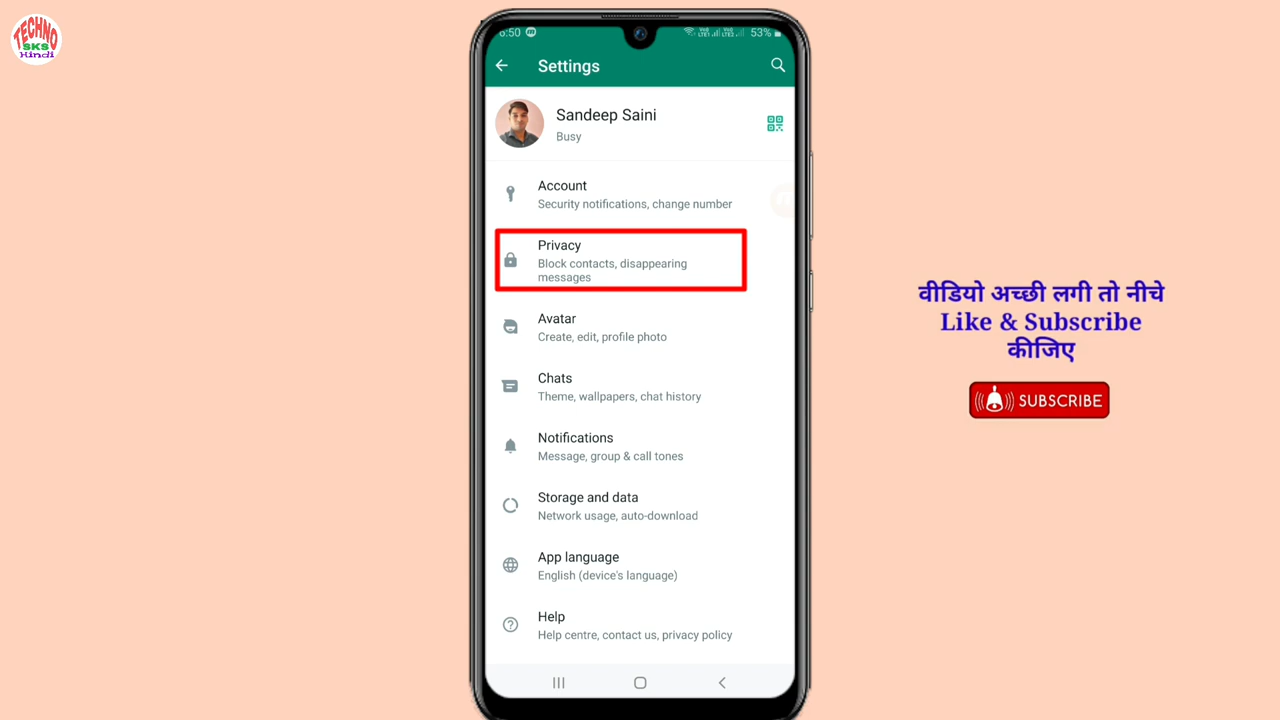 TECHNO
SKS
Hindi
6:50
53%
Settings
Sandeep Saini
Busy
Account
Security notifications, change number
Privacy
Block contacts, disappearing
messages
Avatar
Create, edit, profile photo
Chats
Theme, wallpapers, chat history
Notifications
Message, group & call tones
Storage and data
Network usage, auto-download
App language
English (device's language)
Help
Help centre, contact us, privacy policy
वीडियो अच्छी लगी तो नीचे
Like & Subscribe
कीजिए
SUBSCRIBE